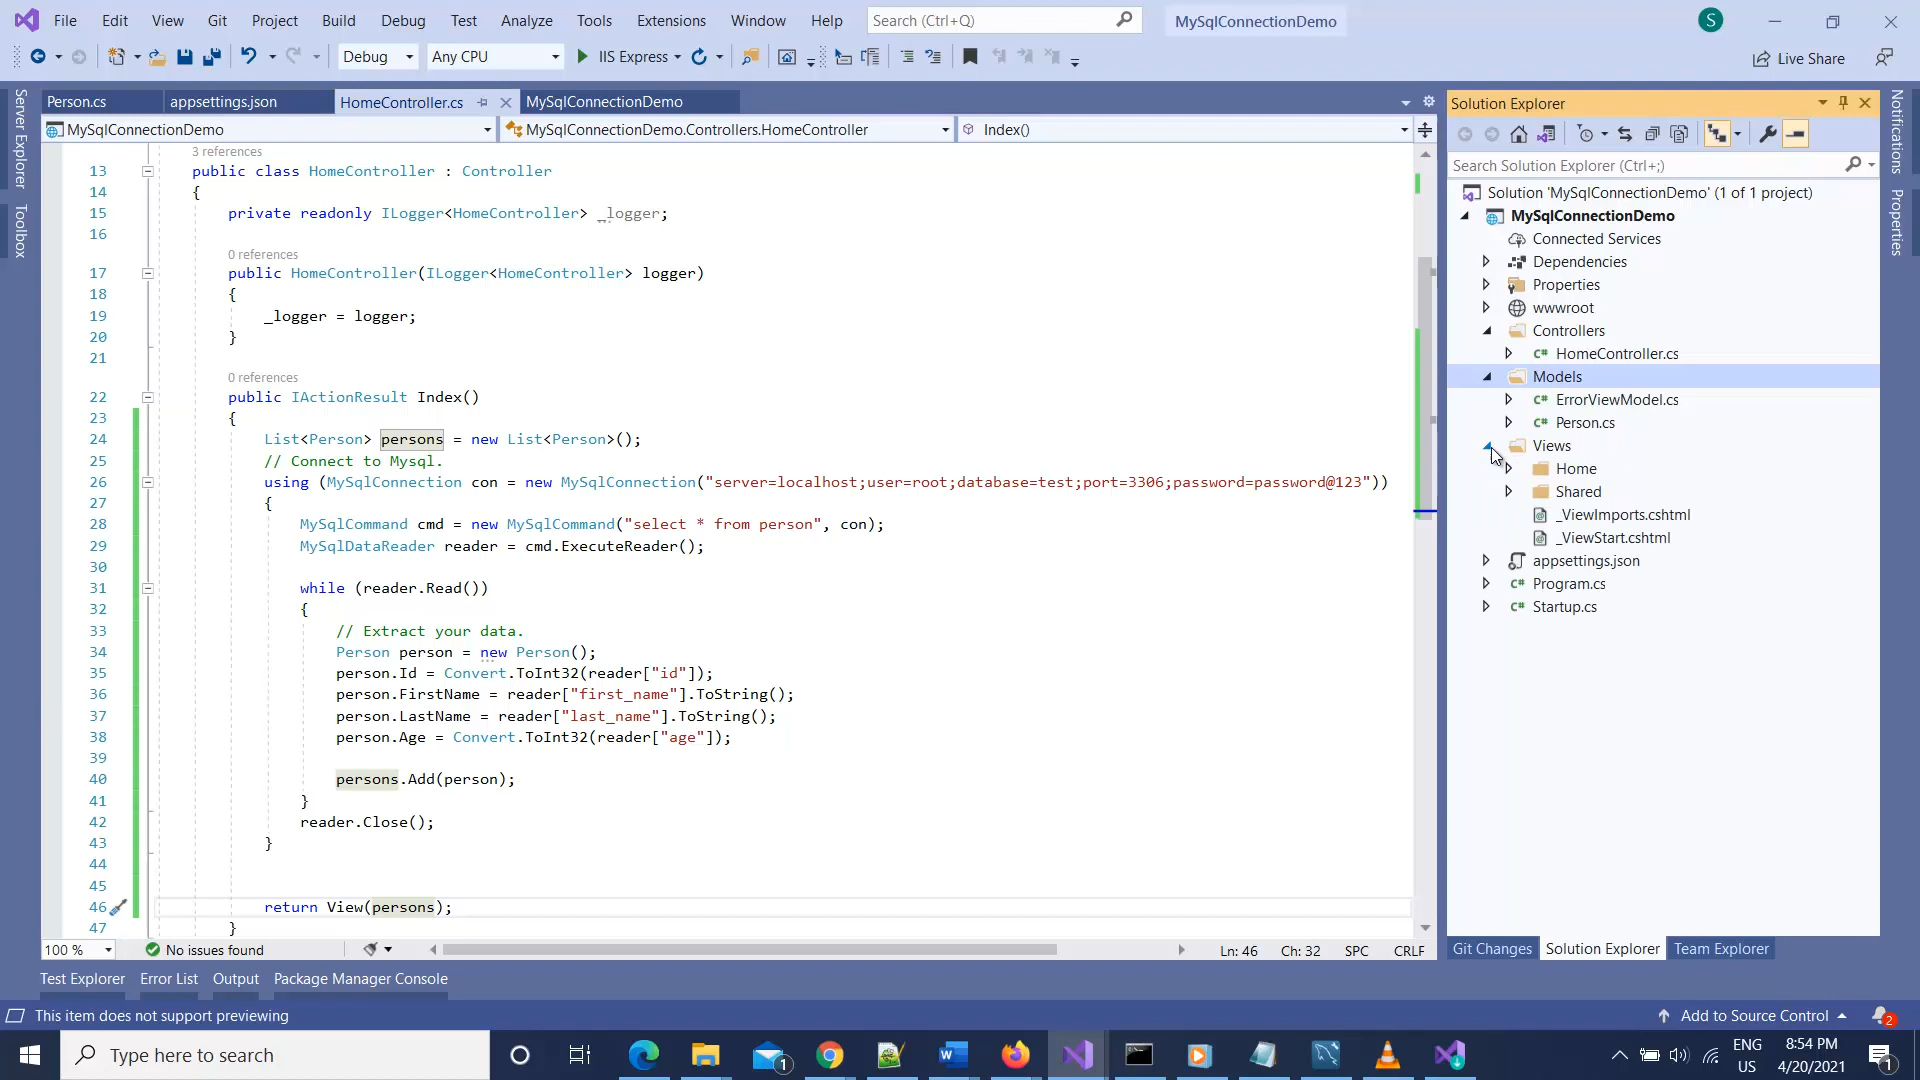 File Edit View Git Project Build Debug Test Analyze Tools Extensions Window Help Search (Ctrl+Q) MySqlConnectionDemo S
Debug Any CPU IIS Express Live Share
Server Explorer
Toolbox
Person.cs appsettings.json HomeController.cs MySqlConnectionDemo
MySqlConnectionDemo MySqlConnectionDemo.Controllers.HomeController Index()
3 references
13 public class HomeController : Controller
14 {
15 private readonly ILogger<HomeController> _logger;
16
0 references
17 public HomeController(ILogger<HomeController> logger)
18 {
19 _logger = logger;
20 }
21
0 references
22 public IActionResult Index()
23 {
24 List<Person> persons = new List<Person>();
25 // Connect to Mysql.
26 using (MySqlConnection con = new MySqlConnection("server=localhost;user=root;database=test;port=3306;password=password@123"))
27 {
28 MySqlCommand cmd = new MySqlCommand("select * from person", con);
29 MySqlDataReader reader = cmd.ExecuteReader();
30
31 while (reader.Read())
32 {
33 // Extract your data.
34 Person person = new Person();
35 person.Id = Convert.ToInt32(reader["id"]);
36 person.FirstName = reader["first_name"].ToString();
37 person.LastName = reader["last_name"].ToString();
38 person.Age = Convert.ToInt32(reader["age"]);
39
40 persons.Add(person);
41 }
42 reader.Close();
43 }
44
45
46 return View(persons);
47 }
100 % No issues found Ln: 46 Ch: 32 SPC CRLF
Test Explorer Error List Output Package Manager Console
Solution Explorer
Search Solution Explorer (Ctrl+;)
Solution 'MySqlConnectionDemo' (1 of 1 project)
MySqlConnectionDemo
Connected Services
Dependencies
Properties
wwwroot
Controllers
C# HomeController.cs
Models
C# ErrorViewModel.cs
C# Person.cs
Views
Home
Shared
_ViewImports.cshtml
_ViewStart.cshtml
appsettings.json
C# Program.cs
C# Startup.cs
Git Changes Solution Explorer Team Explorer
Notifications
Properties
This item does not support previewing Add to Source Control 2
Type here to search 1 ENG US 8:54 PM 4/20/2021 1